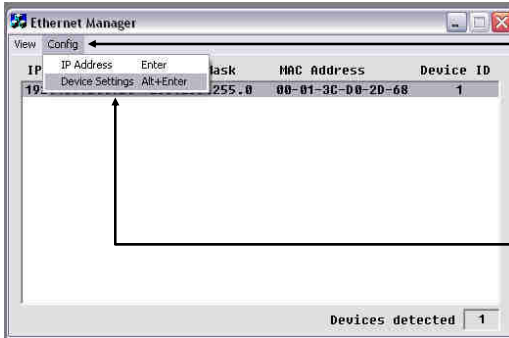 Ethernet Manager
View Config
IP Address Enter
Device Settings Alt+Enter
IP MAC Address Device ID
255.0 00-01-3C-D0-2D-68 1
Devices detected 1